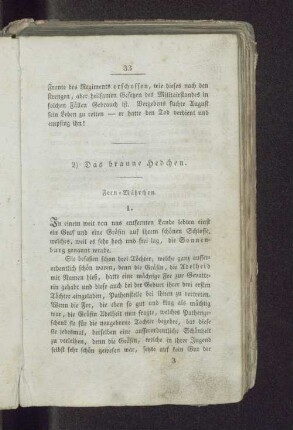 33
Fronte des Regiments erschossen, wie dieses nach den
strengen, aber heilsamen Gesetzen des Militairstandes in
solchen Fällen Gebrauch ist. Vergebens suchte August
sein Leben zu retten — er hatte den Tod verdient und
empfing ihn!
2) Das braune Hedchen.
Feen-Mährchen.
§.
In einem weit von uns entfernten Lande lebten einst
ein Graf und eine Gräfin auf ihrem schönen Schlosse,
welches, weil es sehr hoch und frei lag, die Sonnen-
burg genannt wurde.
Sie besassen schon drei Töchter, welche ganz ausser-
ordentlich schön waren, denn die Gräfin, die Adelheid
mit Namen hiess, hatte eine mächtige Fee zur Gevatte-
rin gehabt und diese auch bei der Geburt ihrer drei ersten
Töchter eingeladen, Pathenstelle bei ihnen zu vertreten.
Wenn die Fee, die eben so gut und klug als mächtig
war, die Gräfin Adelheid nun fragte, welches Pathenge-
schenk sie für die neugeborne Tochter begehre, bat diese
sie jedesmal, derselben eine ausserordentliche Schönheit
zu verleihen, denn die Gräfin, welche in ihrer Jugend
selbst sehr schön gewesen war, setzte auf dem Gut der
3